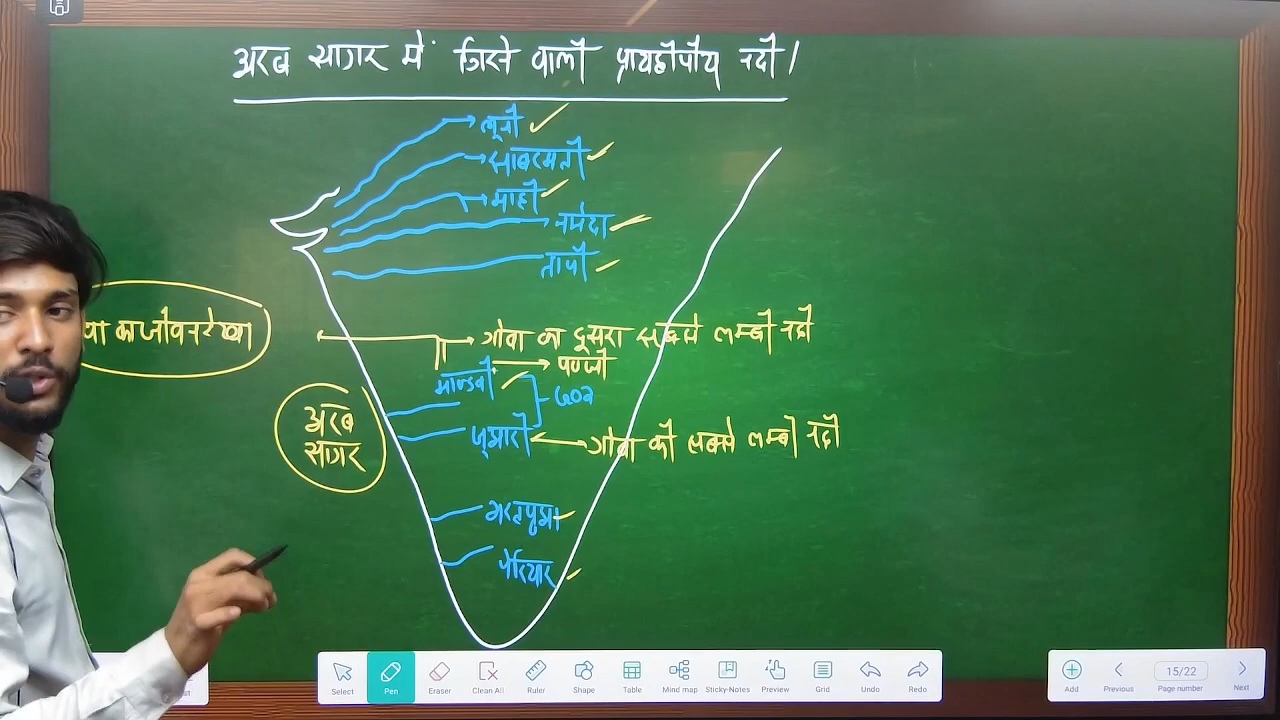 अरब सागर में गिरने वाली प्रायद्वीपीय नदी।
लूनी
साबरमती
माही
नर्मदा
तापी
का जीवन रेखा
गोवा का दूसरा सबसे लम्बी नदी
माण्डवी
पणजी
अरब
सागर
जुआरी
गोवा की सबसे लम्बी नदी
भरतपुझा
पेरियार
Select
Pen
Eraser
Clean All
Ruler
Shape
Table
Mind map
Sticky-Notes
Preview
Grid
Undo
Redo
Add
Previous
15/22
Page number
Next